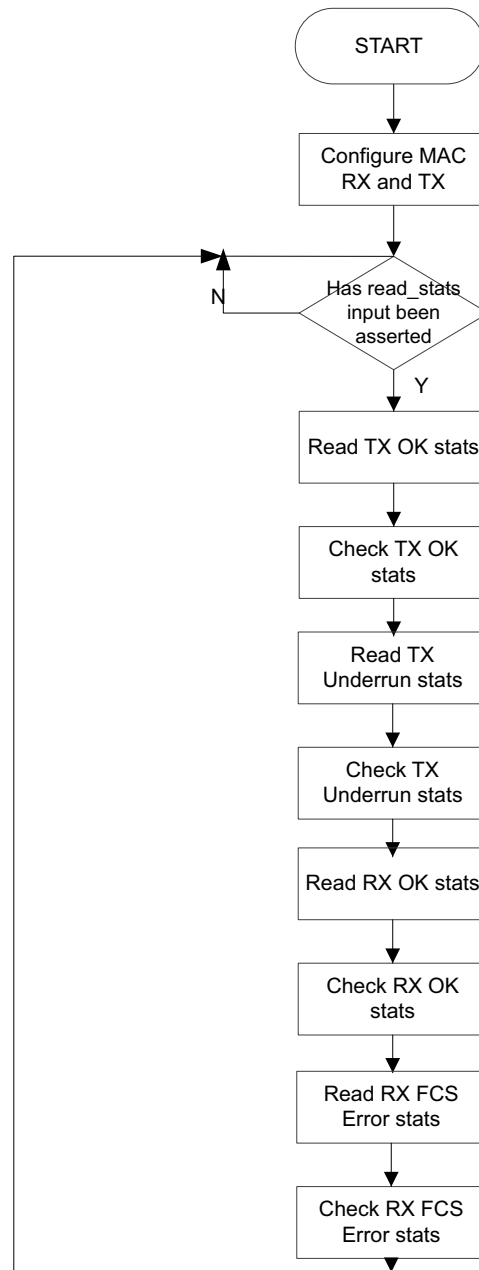 START
Configure MAC
RX and TX
Has read_stats
input been
asserted
N
Y
Read TX OK stats
Check TX OK
stats
Read TX
Underrun stats
Check TX
Underrun stats
Read RX OK stats
Check RX OK
stats
Read RX FCS
Error stats
Check RX FCS
Error stats